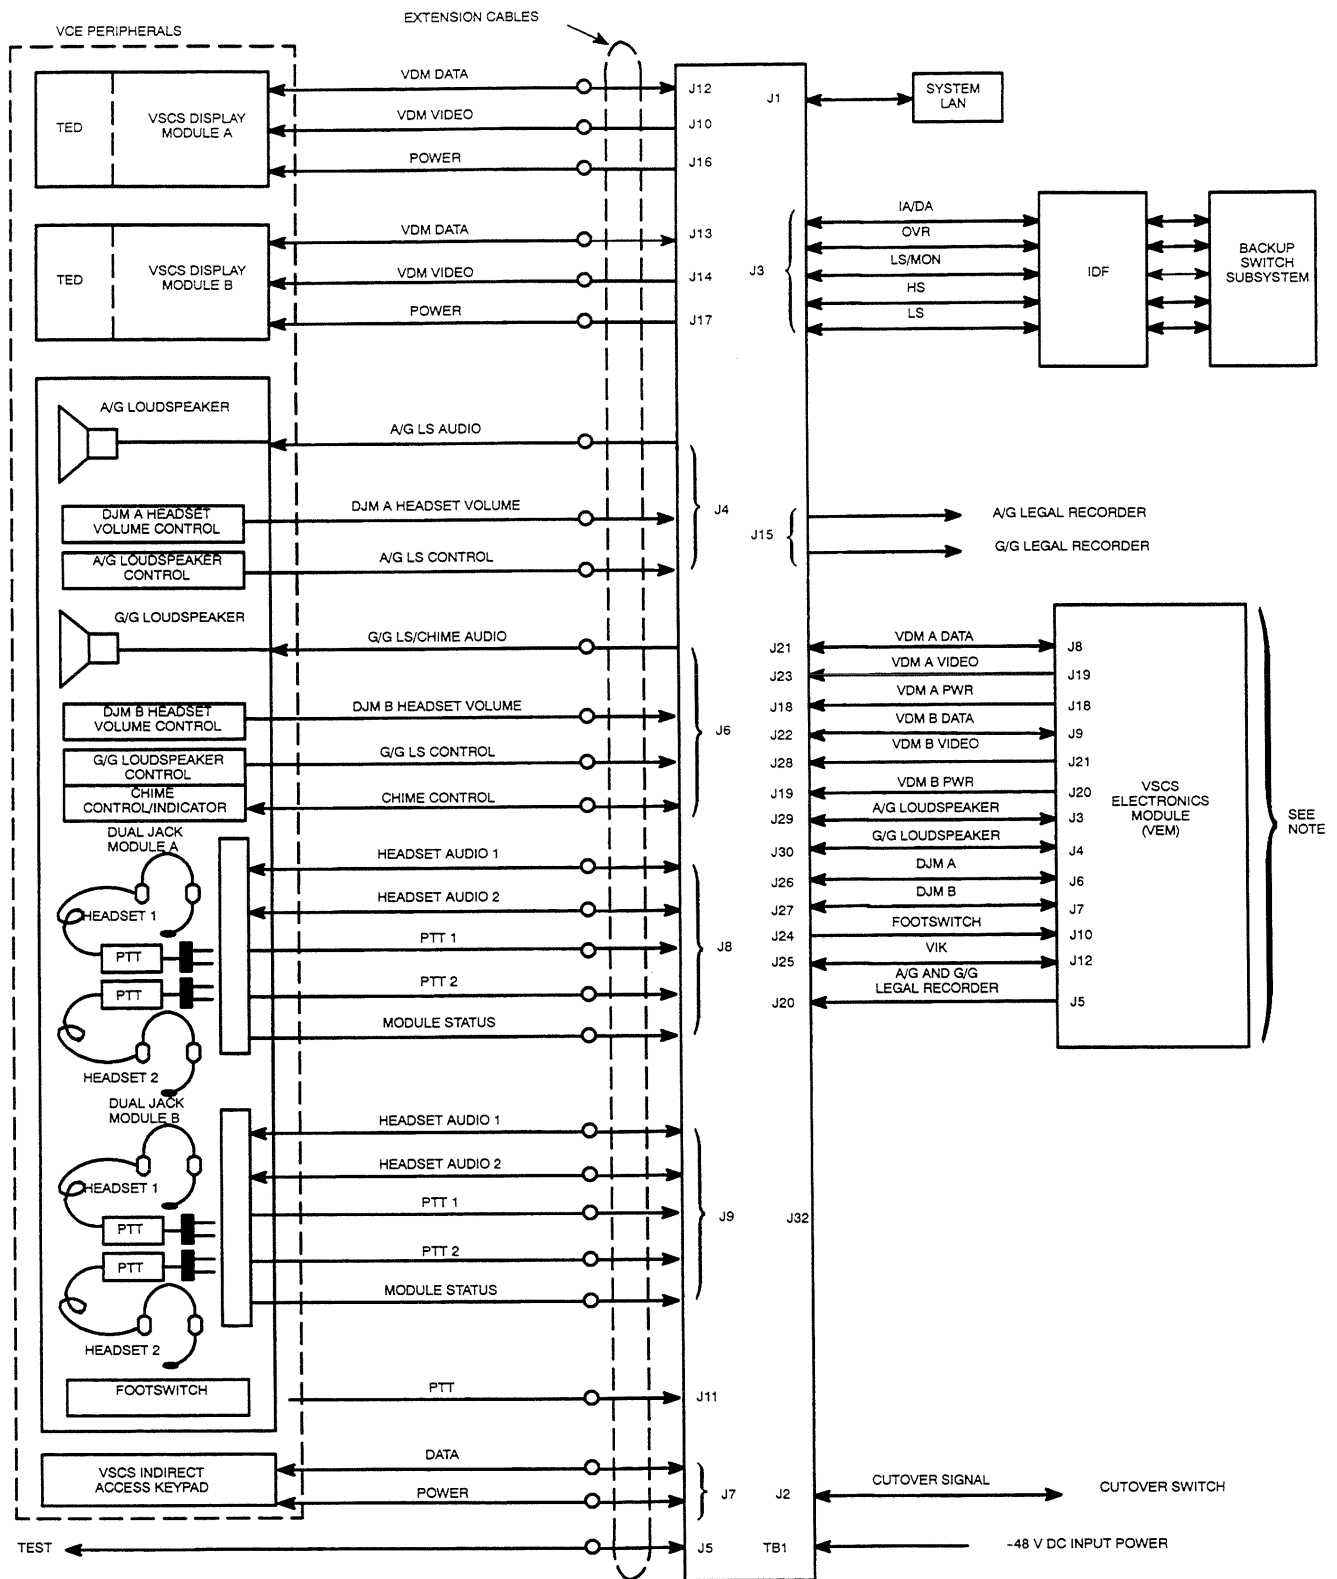 EXTENSION CABLES
VCE PERIPHERALS
TED
VSCS DISPLAY
MODULE A
VDM DATA
VDM VIDEO
POWER
J12
J10
J16
J1
SYSTEM
LAN
TED
VSCS DISPLAY
MODULE B
VDM DATA
VDM VIDEO
POWER
J13
J14
J17
J3
IA/DA
OVR
LS/MON
HS
LS
IDF
BACKUP
SWITCH
SUBSYSTEM
A/G LOUDSPEAKER
A/G LS AUDIO
DJM A HEADSET
VOLUME CONTROL
DJM A HEADSET VOLUME
A/G LOUDSPEAKER
CONTROL
A/G LS CONTROL
J4
J15
A/G LEGAL RECORDER
G/G LEGAL RECORDER
G/G LOUDSPEAKER
G/G LS/CHIME AUDIO
DJM B HEADSET
VOLUME CONTROL
DJM B HEADSET VOLUME
G/G LOUDSPEAKER
CONTROL
G/G LS CONTROL
CHIME
CONTROL/INDICATOR
CHIME CONTROL
J6
J21
VDM A DATA
J8
J23
VDM A VIDEO
J19
J18
VDM A PWR
J18
J22
VDM B DATA
J9
J28
VDM B VIDEO
J21
J19
VDM B PWR
J20
J29
A/G LOUDSPEAKER
J3
J30
G/G LOUDSPEAKER
J4
J26
DJM A
J6
J27
DJM B
J7
J24
FOOTSWITCH
J10
J25
VIK
J12
J20
A/G AND G/G
LEGAL RECORDER
J5
VSCS
ELECTRONICS
MODULE
(VEM)
SEE
NOTE
DUAL JACK
MODULE A
HEADSET 1
PTT
PTT
HEADSET 2
HEADSET AUDIO 1
HEADSET AUDIO 2
PTT 1
PTT 2
MODULE STATUS
J8
DUAL JACK
MODULE B
HEADSET 1
PTT
PTT
HEADSET 2
HEADSET AUDIO 1
HEADSET AUDIO 2
PTT 1
PTT 2
MODULE STATUS
J9
J32
FOOTSWITCH
PTT
J11
VSCS INDIRECT
ACCESS KEYPAD
DATA
POWER
J7
J2
CUTOVER SIGNAL
CUTOVER SWITCH
TEST
J5
TB1
-48 V DC INPUT POWER